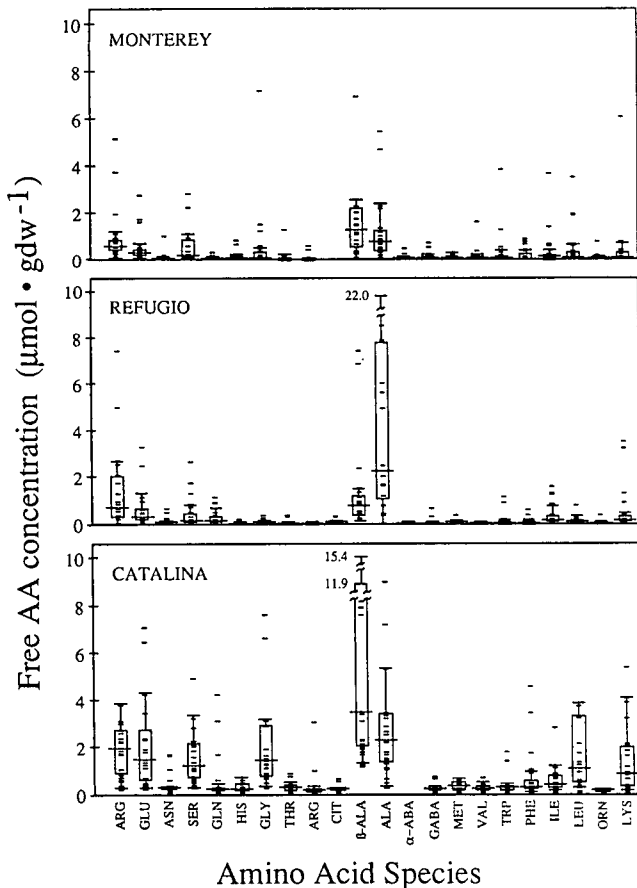 Free AA concentration (µmol • gdw⁻¹)
10
8
6
4
2
0
MONTEREY
10
8
6
4
2
0
REFUGIO
22.0
10
8
6
4
2
0
CATALINA
15.4
11.9
ARG
GLU
ASN
SER
GLN
HIS
GLY
THR
ARG
CIT
ß-ALA
ALA
α-ABA
GABA
MET
VAL
TRP
PHE
ILE
LEU
ORN
LYS
Amino Acid Species